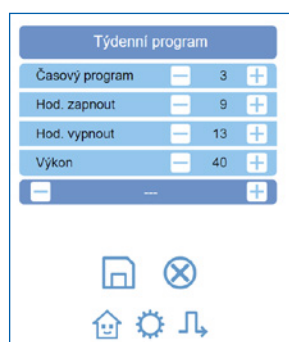 Týdenní program
Časový program − 3 +
Hod. zapnout − 9 +
Hod. vypnout − 13 +
Výkon − 40 +
− --- +